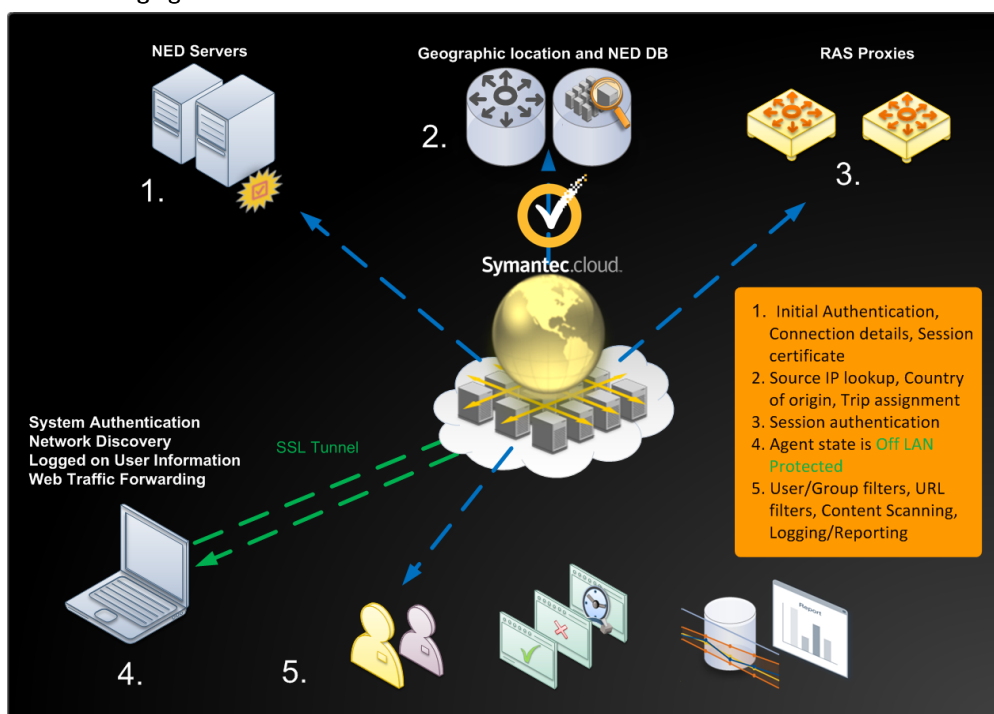 NED Servers
Geographic location and NED DB
RAS Proxies
1.
2.
3.
Symantec.cloud.
1. Initial Authentication,
Connection details, Session
certificate
2. Source IP lookup, Country
of origin, Trip assignment
3. Session authentication
4. Agent state is Off LAN
Protected
5. User/Group filters, URL
filters, Content Scanning,
Logging/Reporting
System Authentication
Network Discovery
Logged on User Information
Web Traffic Forwarding
SSL Tunnel
4.
5.
Report